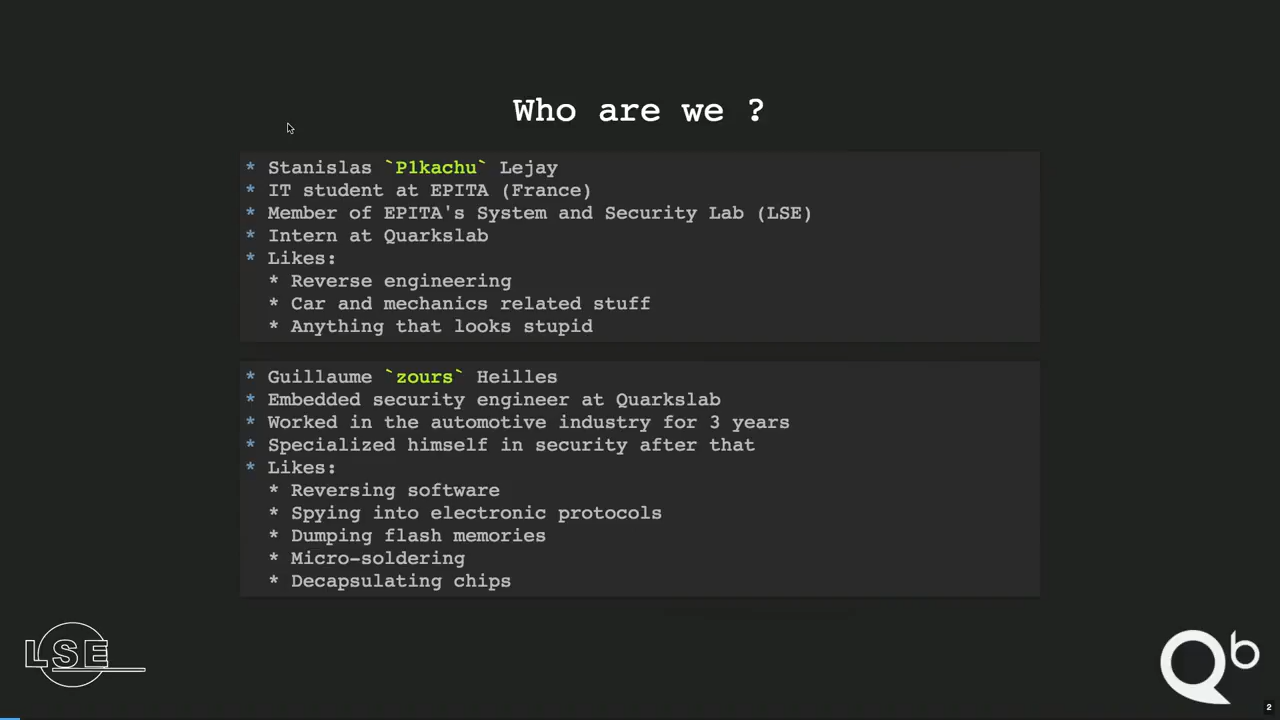 Who are we ?
* Stanislas `P1kachu` Lejay
* IT student at EPITA (France)
* Member of EPITA's System and Security Lab (LSE)
* Intern at Quarkslab
* Likes:
* Reverse engineering
* Car and mechanics related stuff
* Anything that looks stupid
* Guillaume `zours` Heilles
* Embedded security engineer at Quarkslab
* Worked in the automotive industry for 3 years
* Specialized himself in security after that
* Likes:
* Reversing software
* Spying into electronic protocols
* Dumping flash memories
* Micro-soldering
* Decapsulating chips
LSE
Qb
2